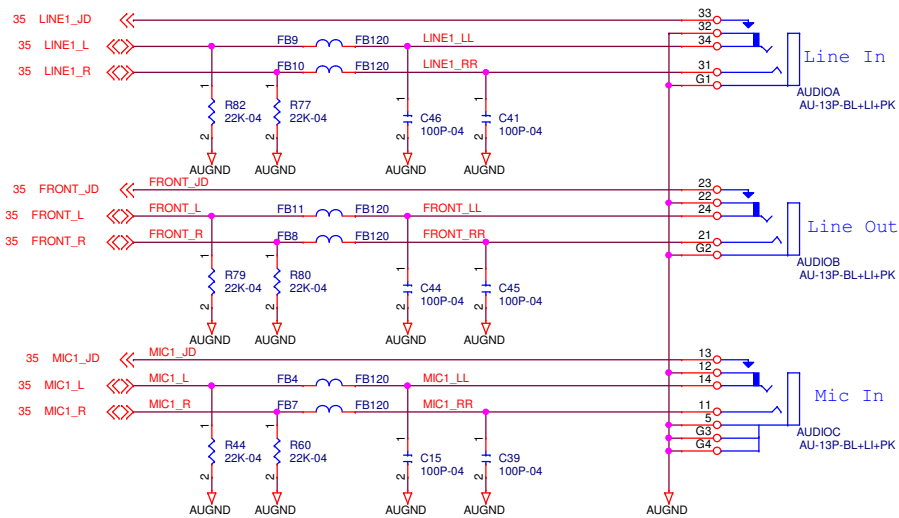 35 LINE1_JD 33
32
35 LINE1_L FB9 FB120 LINE1_LL 34
Line In
35 LINE1_R FB10 FB120 LINE1_RR 31
G1
AUDIOA
AU-13P-BL+LI+PK
1 1 1 1
R82 R77 C46 C41
22K-04 22K-04 100P-04 100P-04
2 2 2 2
AUGND AUGND AUGND AUGND
35 FRONT_JD FRONT_JD 23
22
35 FRONT_L FRONT_L FB11 FB120 FRONT_LL 24
Line Out
35 FRONT_R FRONT_R FB8 FB120 FRONT_RR 21
G2
AUDIOB
AU-13P-BL+LI+PK
1 1 1 1
R79 R80 C44 C45
22K-04 22K-04 100P-04 100P-04
2 2 2 2
AUGND AUGND AUGND AUGND
35 MIC1_JD MIC1_JD 13
12
35 MIC1_L MIC1_L FB4 FB120 MIC1_LL 14
Mic In
35 MIC1_R MIC1_R FB7 FB120 MIC1_RR 11
5
G3
G4
AUDIOC
AU-13P-BL+LI+PK
1 1 1 1
R44 R60 C15 C39
22K-04 22K-04 100P-04 100P-04
2 2 2 2
AUGND AUGND AUGND AUGND AUGND